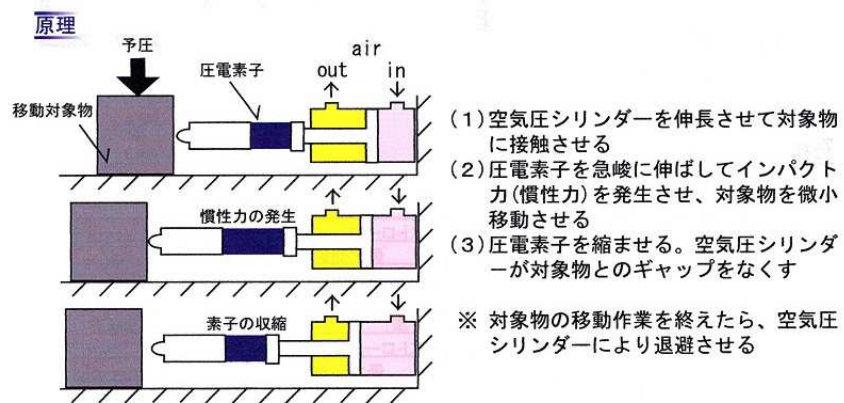 原理
予圧
移動対象物
圧電素子
air
out in
慣性力の発生
素子の収縮
(1)空気圧シリンダーを伸長させて対象物
に接触させる
(2)圧電素子を急峻に伸ばしてインパクト
力(慣性力)を発生させ、対象物を微小
移動させる
(3)圧電素子を縮ませる。空気圧シリンダ
ーが対象物とのギャップをなくす
※ 対象物の移動作業を終えたら、空気圧
シリンダーにより退避させる